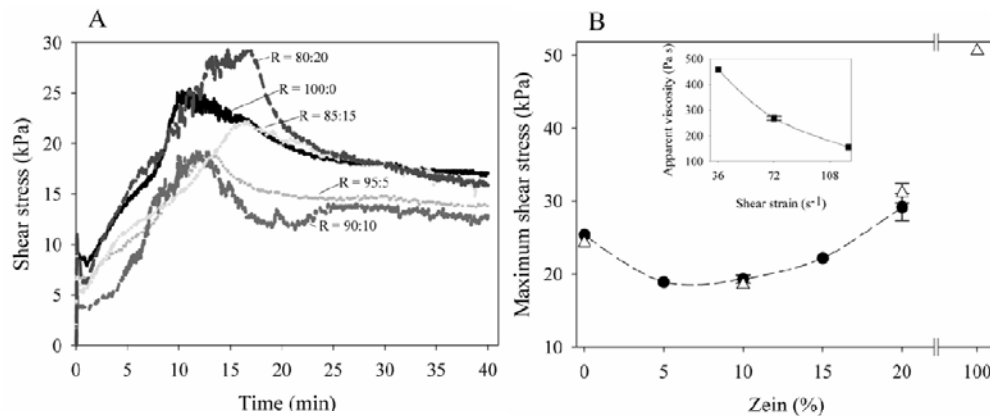 A
Shear stress (kPa)
30
25
20
15
10
5
0
R = 80:20
R = 100:0
R = 85:15
R = 95:5
R = 90:10
0 5 10 15 20 25 30 35 40
Time (min)
B
Maximum shear stress (kPa)
50
40
30
20
10
Apparent viscosity (Pa s)
500
400
300
200
100
36 72 108
Shear strain (s⁻¹)
0 5 10 15 20 100
Zein (%)